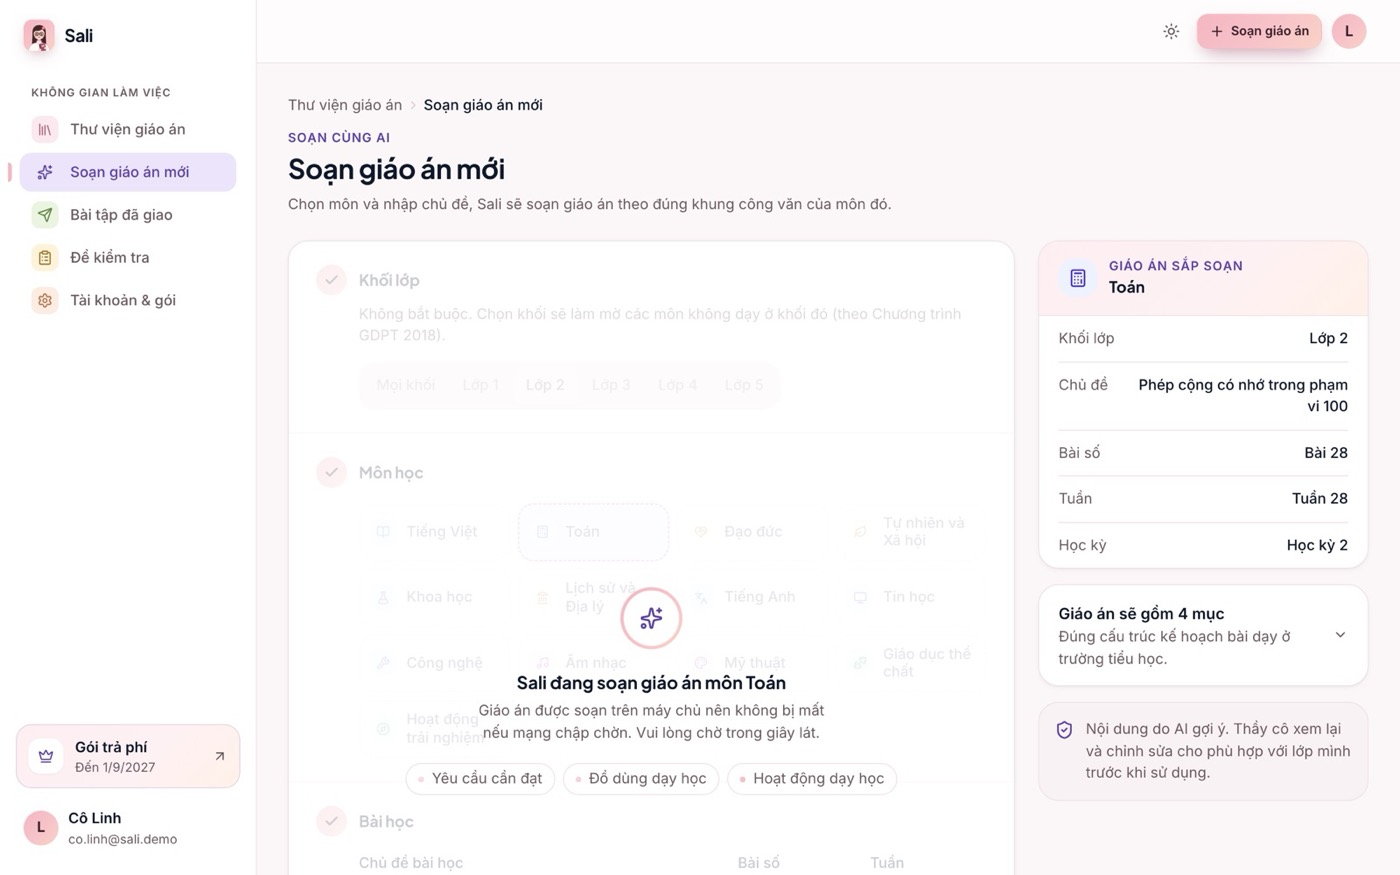 Sali
KHÔNG GIAN LÀM VIỆC
Thư viện giáo án
Soạn giáo án mới
Bài tập đã giao
Đề kiểm tra
Tài khoản & gói
Gói trả phí
Đến 1/9/2027
L
Cô Linh
co.linh@sali.demo
Soạn giáo án
L
Thư viện giáo án
Soạn giáo án mới
SOẠN CÙNG AI
Soạn giáo án mới
Chọn môn và nhập chủ đề, Sali sẽ soạn giáo án theo đúng khung công văn của môn đó.
Khối lớp
Không bắt buộc. Chọn khối sẽ làm mờ các môn không dạy ở khối đó (theo Chương trình
GDPT 2018).
Mọi khối Lớp 1 Lớp 2 Lớp 3 Lớp 4 Lớp 5
Môn học
Tiếng Việt
Toán
Đạo đức
Tự nhiên và
Xã hội
Khoa học
Lịch sử và
Địa lý
Tiếng Anh
Tin học
Công nghệ
Âm nhạc
Mỹ thuật
Giáo dục thể
chất
Hoạt động
trải nghiệm
Sali đang soạn giáo án môn Toán
Giáo án được soạn trên máy chủ nên không bị mất
nếu mạng chập chờn. Vui lòng chờ trong giây lát.
Yêu cầu cần đạt
Đồ dùng dạy học
Hoạt động dạy học
Bài học
Chủ đề bài học Bài số Tuần
GIÁO ÁN SẮP SOẠN
Toán
Khối lớp Lớp 2
Chủ đề Phép cộng có nhớ trong phạm
vi 100
Bài số Bài 28
Tuần Tuần 28
Học kỳ Học kỳ 2
Giáo án sẽ gồm 4 mục
Đúng cấu trúc kế hoạch bài dạy ở
trường tiểu học.
Nội dung do AI gợi ý. Thầy cô xem lại
và chỉnh sửa cho phù hợp với lớp mình
trước khi sử dụng.